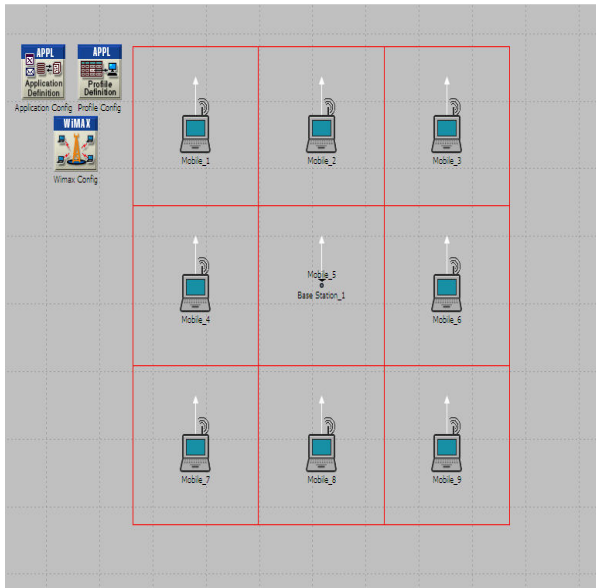 APPL
APPL
Application
Definition
Profile
Definition
Application Config
Profile Config
WiMAX
Wimax Config
Mobile_1
Mobile_2
Mobile_3
Mobile_4
Mobile_5
Base Station_1
Mobile_6
Mobile_7
Mobile_8
Mobile_9